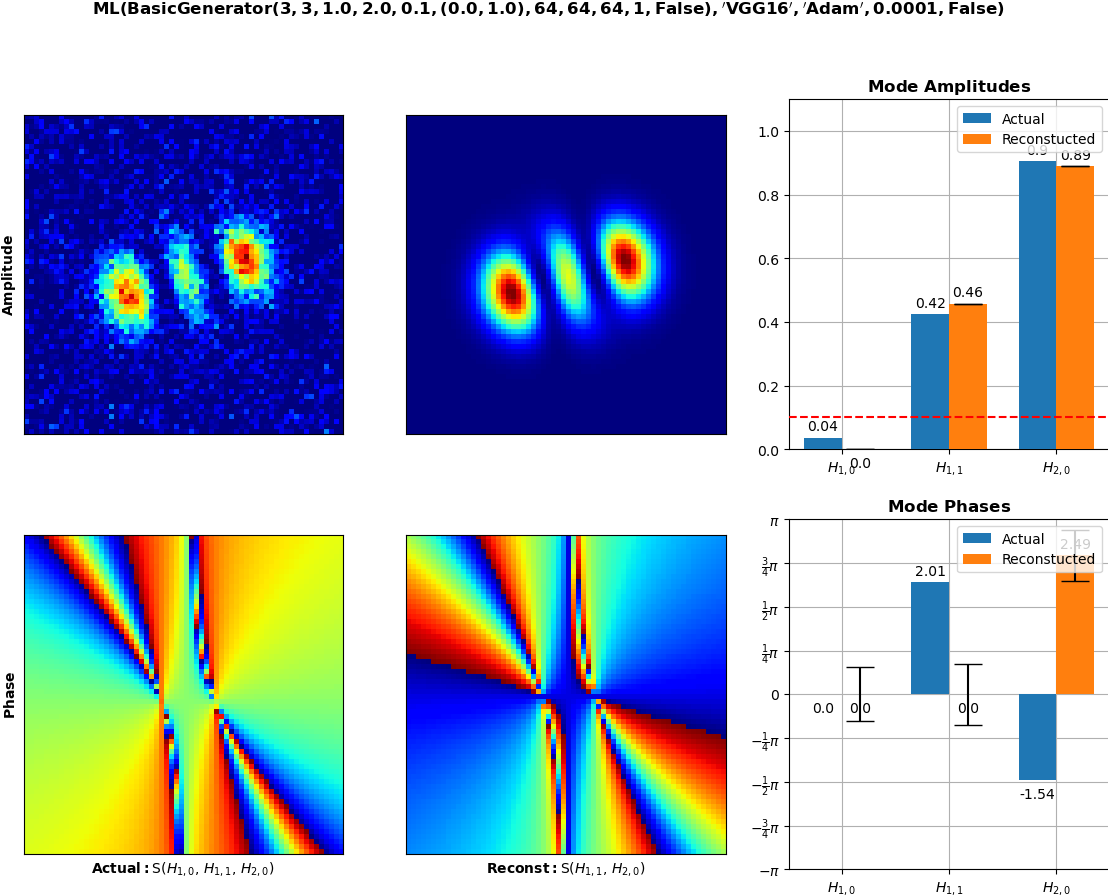 ML(BasicGenerator(3, 3, 1.0, 2.0, 0.1, (0.0, 1.0), 64, 64, 64, 1, False), ′VGG16′, ′Adam′, 0.0001, False)
Mode Amplitudes
Actual
Reconstucted
1.0
0.8
0.6
0.4
0.2
0.0
0.9
0.89
0.42
0.46
0.04
0.0
H1,0
H1,1
H2,0
Amplitude
Mode Phases
Actual
Reconstucted
π
3/4π
1/2π
1/4π
0
−1/4π
−1/2π
−3/4π
−π
2.49
2.01
0.0
0.0
0.0
-1.54
H1,0
H1,1
H2,0
Phase
Actual: S(H1,0, H1,1, H2,0)
Reconst: S(H1,1, H2,0)